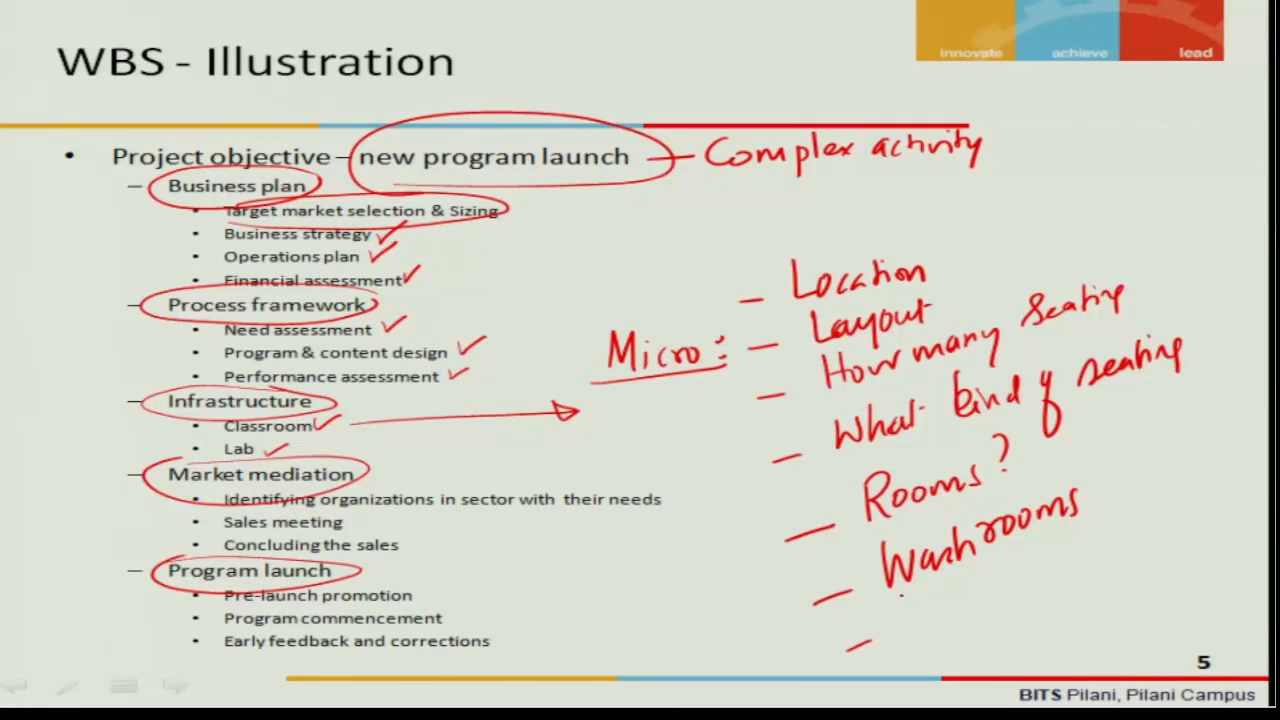 innovate achieve lead
WBS - Illustration
• Project objective – new program launch — Complex activity
– Business plan
• Target market selection & Sizing
• Business strategy
• Operations plan
• Financial assessment
– Process framework
• Need assessment
• Program & content design
• Performance assessment
– Infrastructure
• Classroom
• Lab
– Market mediation
• Identifying organizations in sector with their needs
• Sales meeting
• Concluding the sales
– Program launch
• Pre-launch promotion
• Program commencement
• Early feedback and corrections
Micro:
– Location
– Layout
– How many seating
– What kind of seating
– Rooms?
– Washrooms
–
5
BITS Pilani, Pilani Campus